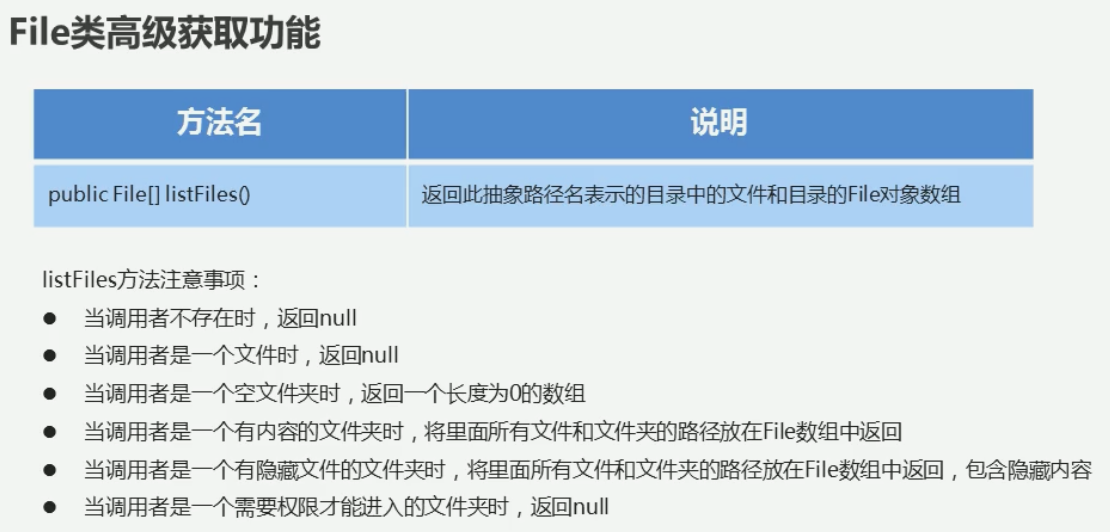 File类高级获取功能
方法名 说明
public File[] listFiles() 返回此抽象路径名表示的目录中的文件和目录的File对象数组
listFiles方法注意事项：
● 当调用者不存在时，返回null
● 当调用者是一个文件时，返回null
● 当调用者是一个空文件夹时，返回一个长度为0的数组
● 当调用者是一个有内容的文件夹时，将里面所有文件和文件夹的路径放在File数组中返回
● 当调用者是一个有隐藏文件的文件夹时，将里面所有文件和文件夹的路径放在File数组中返回，包含隐藏内容
● 当调用者是一个需要权限才能进入的文件夹时，返回null